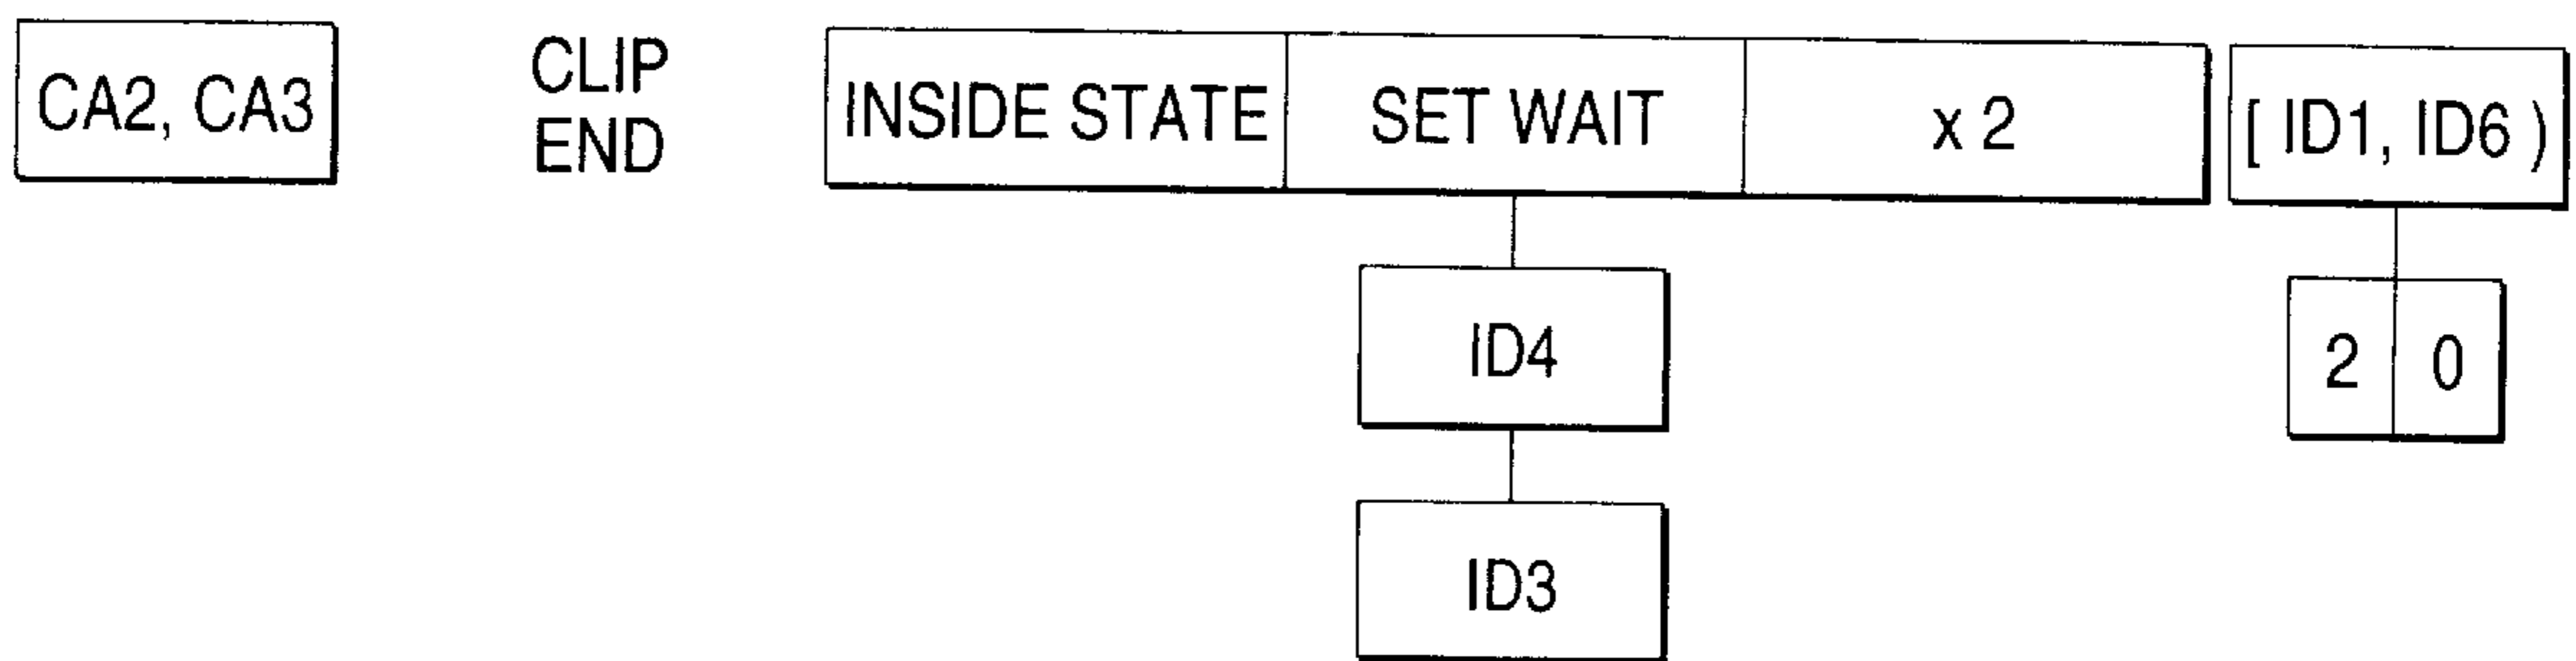 CA2, CA3
CLIP
END
INSIDE STATE
SET WAIT
x 2
[ ID1, ID6 )
ID4
2
0
ID3